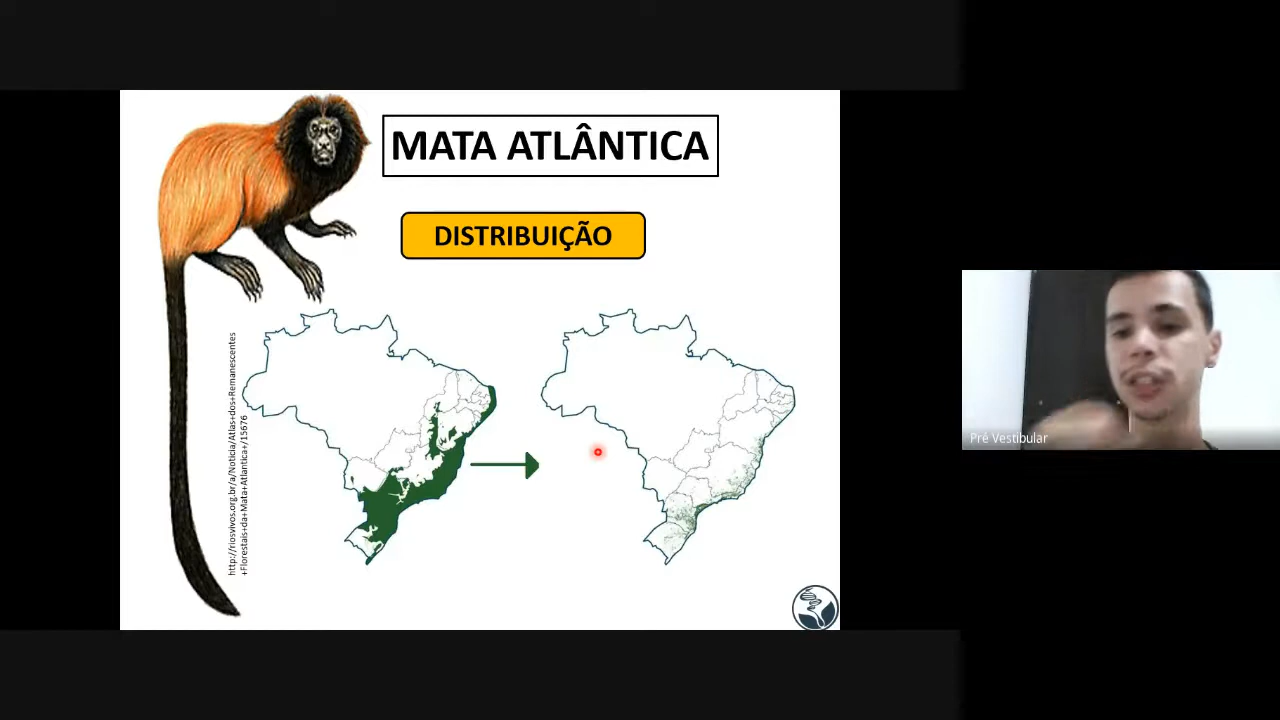 MATA ATLÂNTICA
DISTRIBUIÇÃO
http://riosvivos.org.br/a/Noticia/Atlas+dos+Remanescentes
+Florestais+da+Mata+Atlantica+/15676
Pré Vestibular